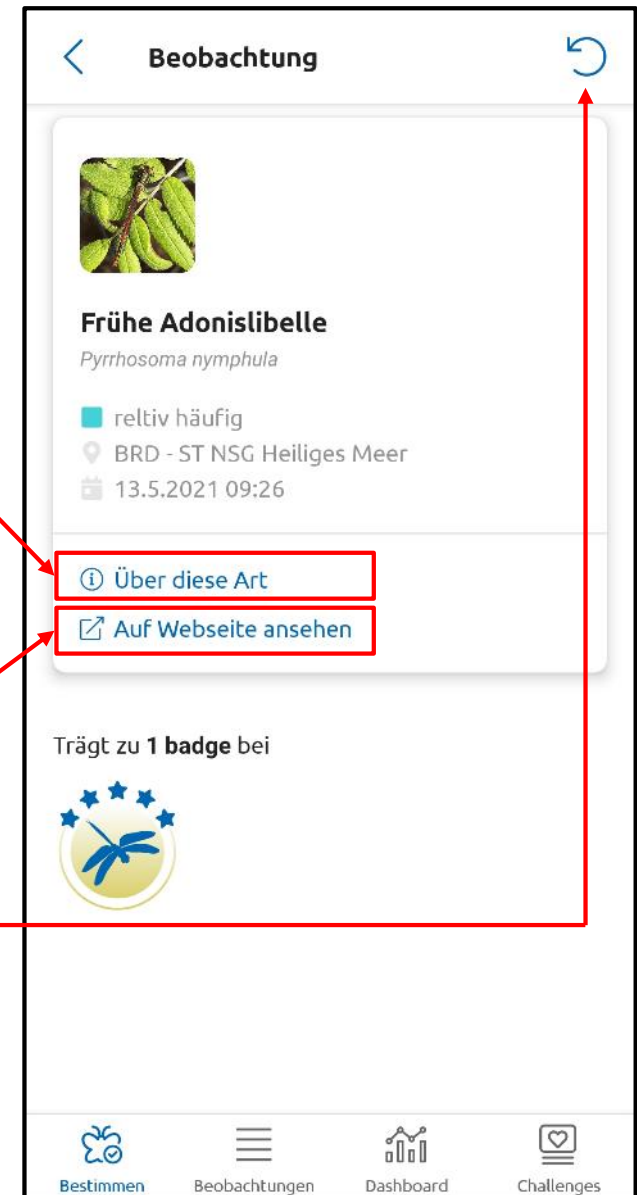 Beobachtung
Frühe Adonislibelle
Pyrrhosoma nymphula
reltiv häufig
BRD - ST NSG Heiliges Meer
13.5.2021 09:26
Über diese Art
Auf Webseite ansehen
Trägt zu 1 badge bei
Bestimmen Beobachtungen Dashboard Challenges